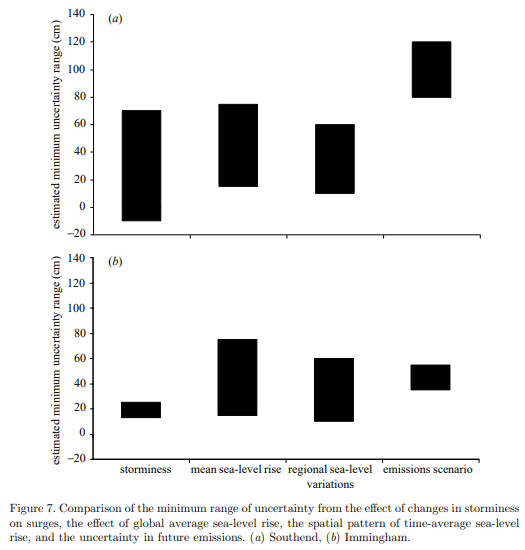 (a)
estimated minimum uncertainty range (cm)
140
120
100
80
60
40
20
0
−20
(b)
estimated minimum uncertainty range (cm)
140
120
100
80
60
40
20
0
−20
storminess mean sea-level rise regional sea-level emissions scenario
variations
Figure 7. Comparison of the minimum range of uncertainty from the effect of changes in storminess
on surges, the effect of global average sea-level rise, the spatial pattern of time-average sea-level
rise, and the uncertainty in future emissions. (a) Southend, (b) Immingham.